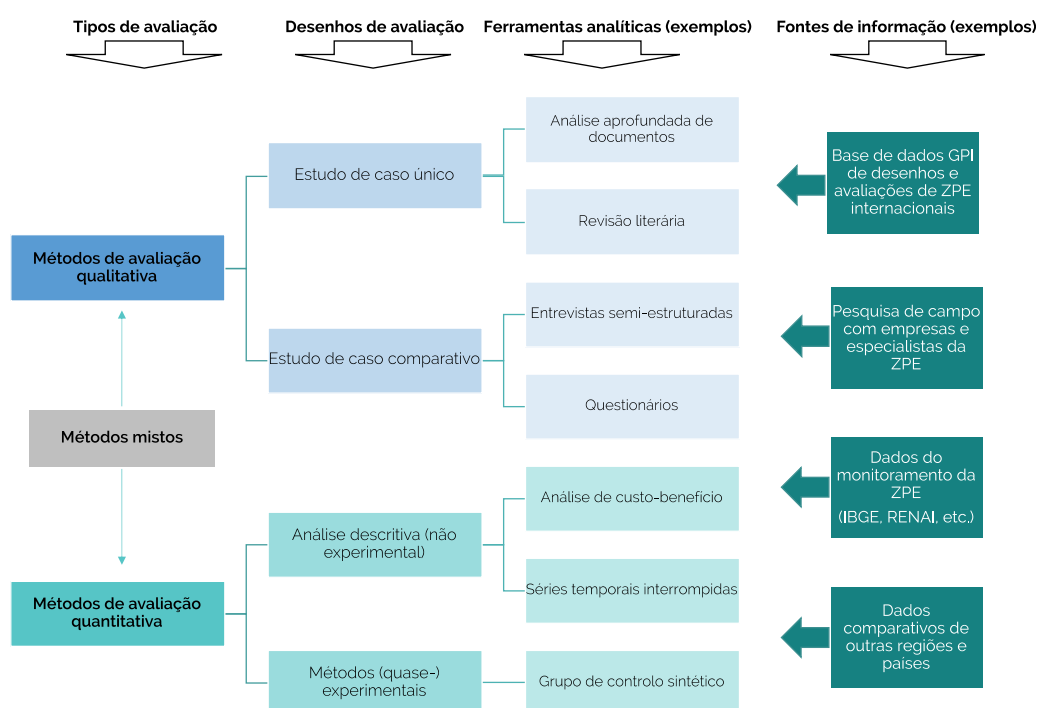 Tipos de avaliação
Desenhos de avaliação
Ferramentas analíticas (exemplos)
Fontes de informação (exemplos)
Métodos de avaliação
qualitativa
Métodos mistos
Métodos de avaliação
quantitativa
Estudo de caso único
Estudo de caso comparativo
Análise descritiva (não
experimental)
Métodos (quase-)
experimentais
Análise aprofundada de
documentos
Revisão literária
Entrevistas semi-estruturadas
Questionários
Análise de custo-benefício
Séries temporais interrompidas
Grupo de controlo sintético
Base de dados GPI
de desenhos e
avaliações de ZPE
internacionais
Pesquisa de campo
com empresas e
especialistas da
ZPE
Dados do
monitoramento da
ZPE
(IBGE, RENAI, etc.)
Dados
comparativos de
outras regiões e
países